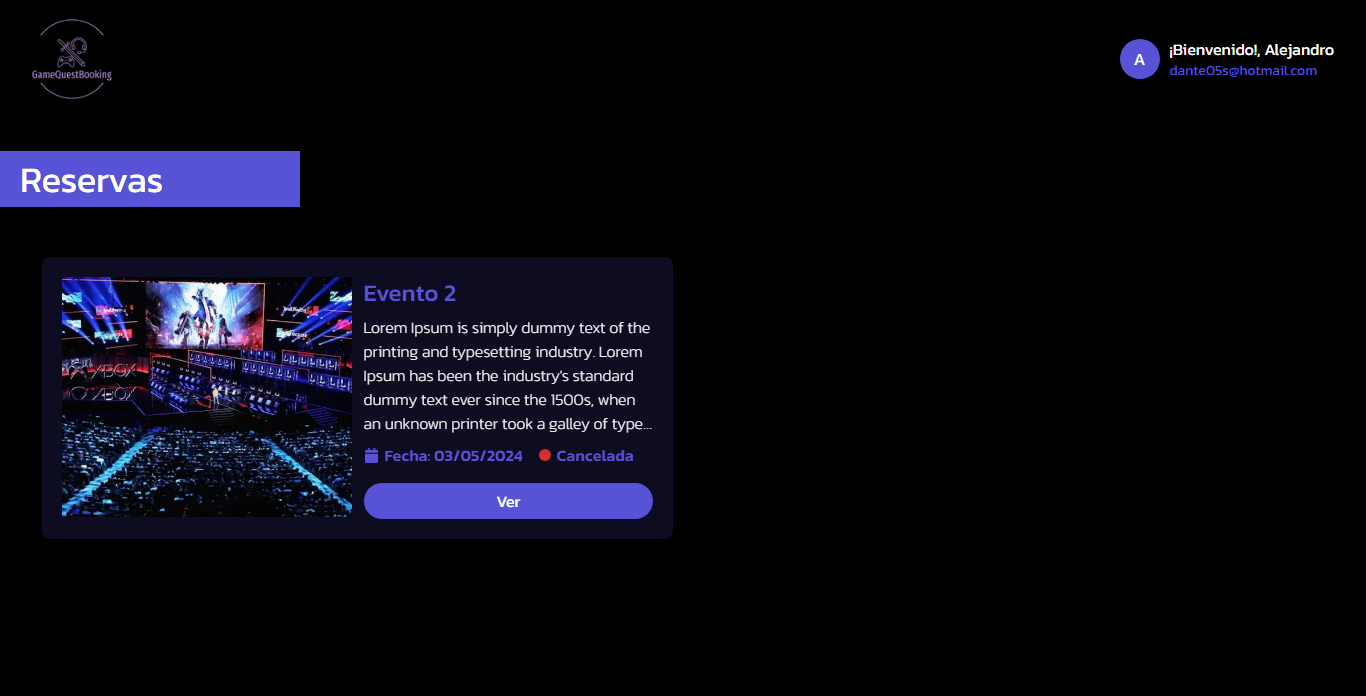 GameQuestBooking
A
¡Bienvenido!, Alejandro
dante05s@hotmail.com
Reservas
XBOX
XBOX
Evento 2
Lorem Ipsum is simply dummy text of the
printing and typesetting industry. Lorem
Ipsum has been the industry's standard
dummy text ever since the 1500s, when
an unknown printer took a galley of type...
Fecha: 03/05/2024
Cancelada
Ver